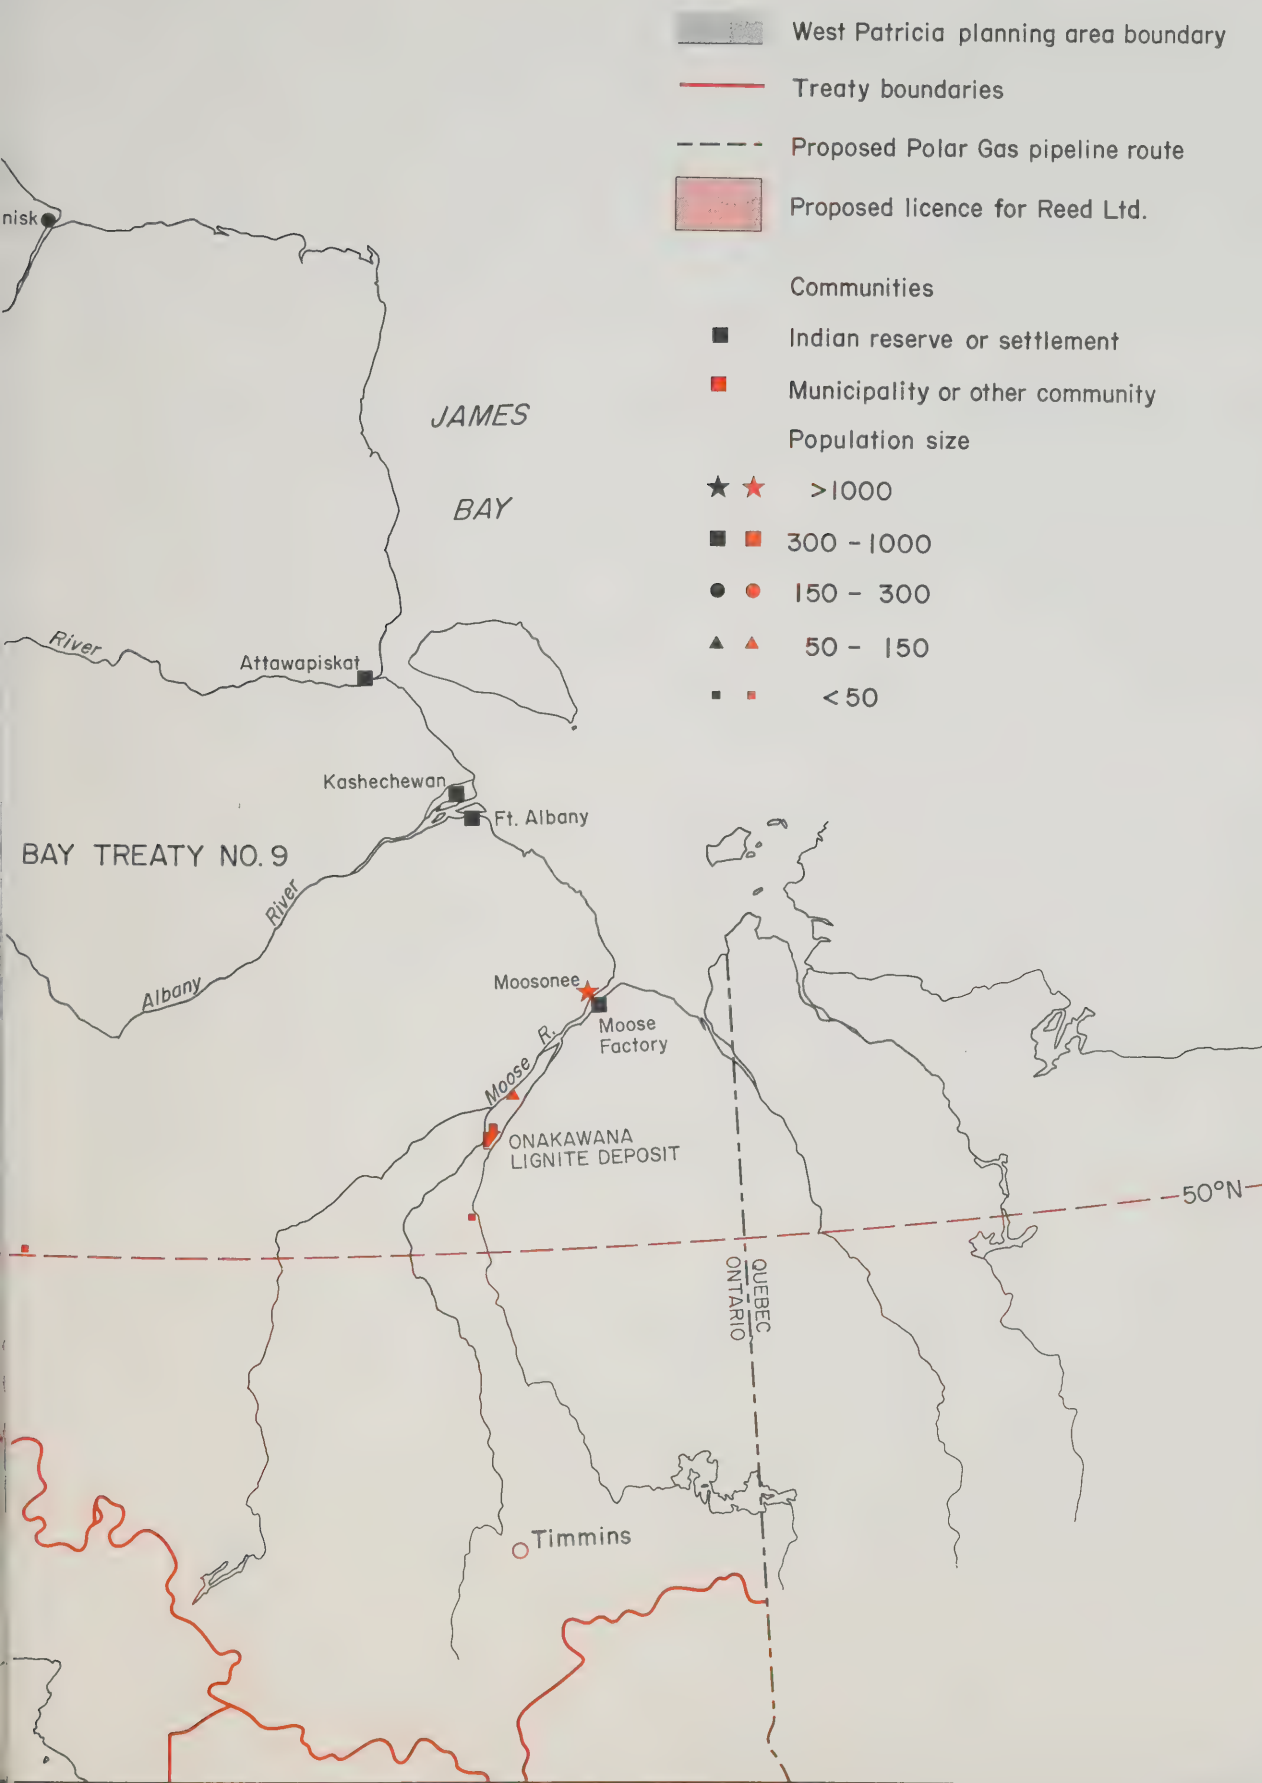 West Patricia planning area boundary
Treaty boundaries
Proposed Polar Gas pipeline route
Proposed licence for Reed Ltd.
Communities
Indian reserve or settlement
Municipality or other community
Population size
>1000
300 - 1000
150 - 300
50 - 150
<50
nisk
JAMES
BAY
River
Attawapiskat
Kashechewan
Ft. Albany
BAY TREATY NO. 9
River
Albany
Moosonee
Moose
Factory
Moose R.
ONAKAWANA
LIGNITE DEPOSIT
50°N
QUEBEC
ONTARIO
Timmins